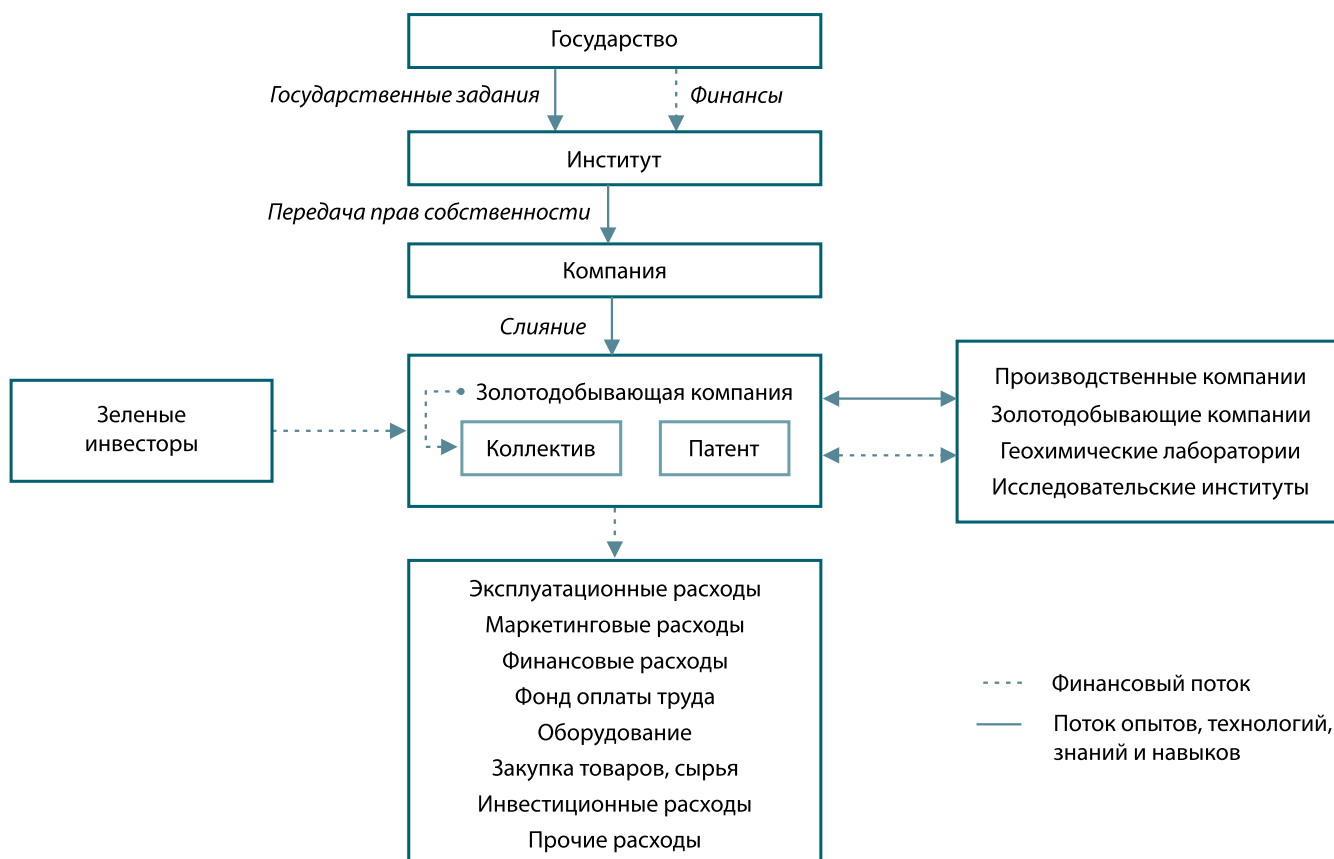 Государство
Государственные задания
Финансы
Институт
Передача прав собственности
Компания
Слияние
Зеленые
инвесторы
Золотодобывающая компания
Коллектив
Патент
Производственные компании
Золотодобывающие компании
Геохимические лаборатории
Исследовательские институты
Эксплуатационные расходы
Маркетинговые расходы
Финансовые расходы
Фонд оплаты труда
Оборудование
Закупка товаров, сырья
Инвестиционные расходы
Прочие расходы
Финансовый поток
Поток опытов, технологий,
знаний и навыков